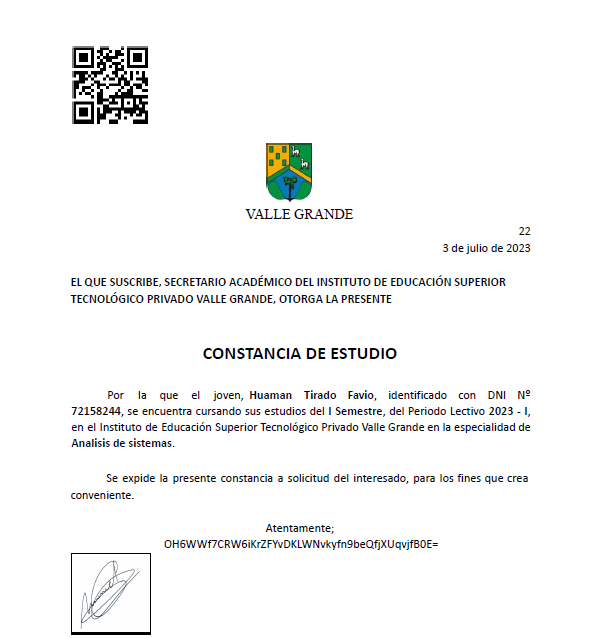 VALLE GRANDE
22
3 de julio de 2023
EL QUE SUSCRIBE, SECRETARIO ACADÉMICO DEL INSTITUTO DE EDUCACIÓN SUPERIOR
TECNOLÓGICO PRIVADO VALLE GRANDE, OTORGA LA PRESENTE
CONSTANCIA DE ESTUDIO
Por la que el joven, Huaman Tirado Favio, identificado con DNI Nº
72158244, se encuentra cursando sus estudios del I Semestre, del Periodo Lectivo 2023 - I,
en el Instituto de Educación Superior Tecnológico Privado Valle Grande en la especialidad de
Analisis de sistemas.
Se expide la presente constancia a solicitud del interesado, para los fines que crea
conveniente.
Atentamente;
OH6WWf7CRW6iKrZFYvDKLWNvkyfn9beQfjXUqvjfB0E=